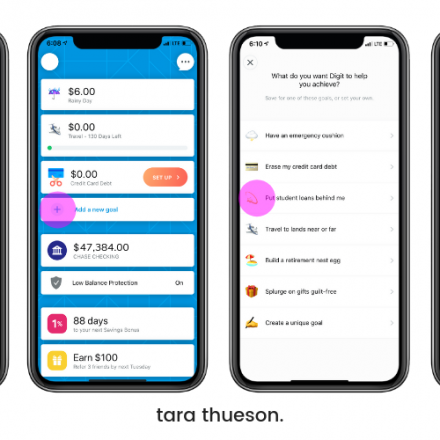 6:08
LTE
$6.00
Rainy Day
$0.00
Travel - 130 Days Left
$0.00
Credit Card Debt
SET UP >
+ Add a new goal
$47,384.00
CHASE CHECKING
Low Balance Protection
On
1%
88 days
to your next Savings Bonus
Earn $100
Refer 3 friends by next Tuesday
6:10
LTE
What do you want Digit to help
you achieve?
Save for one of these goals, or set your own.
Have an emergency cushion
Erase my credit card debt
Put student loans behind me
Travel to lands near or far
Build a retirement nest egg
Splurge on gifts guilt-free
Create a unique goal
tara thueson.